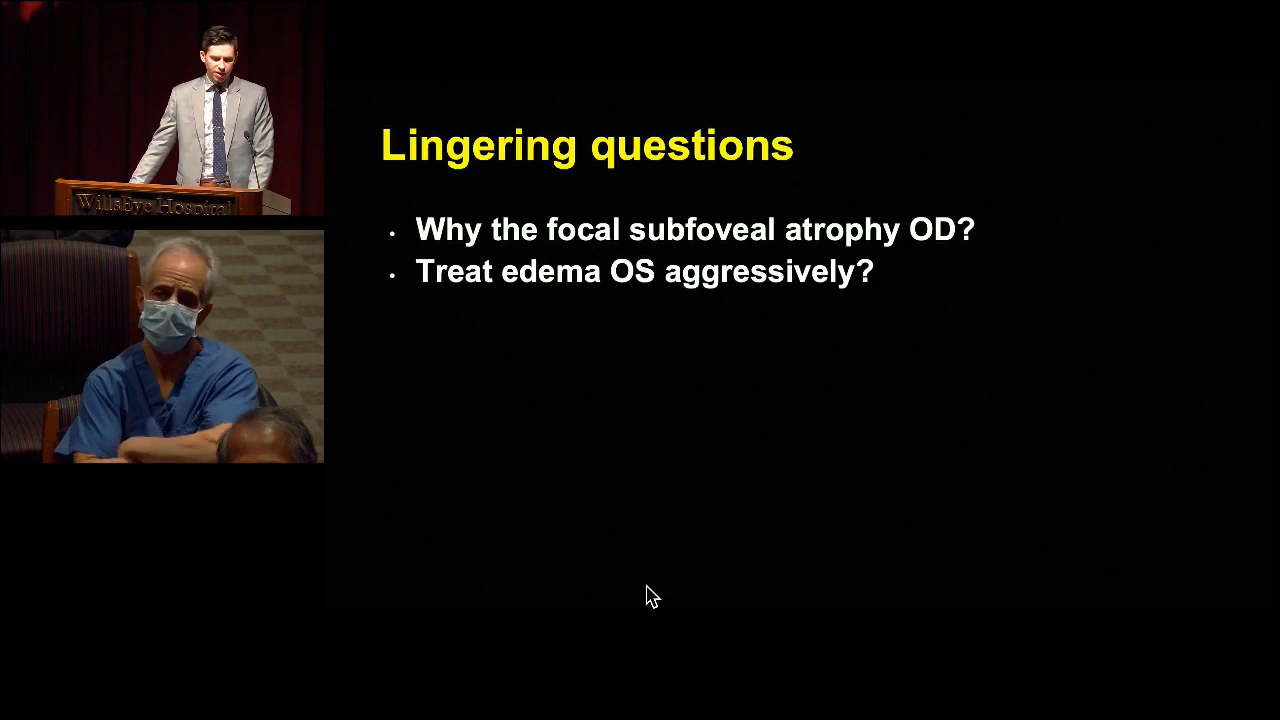 WillsEye Hospital
Lingering questions
• Why the focal subfoveal atrophy OD?
• Treat edema OS aggressively?